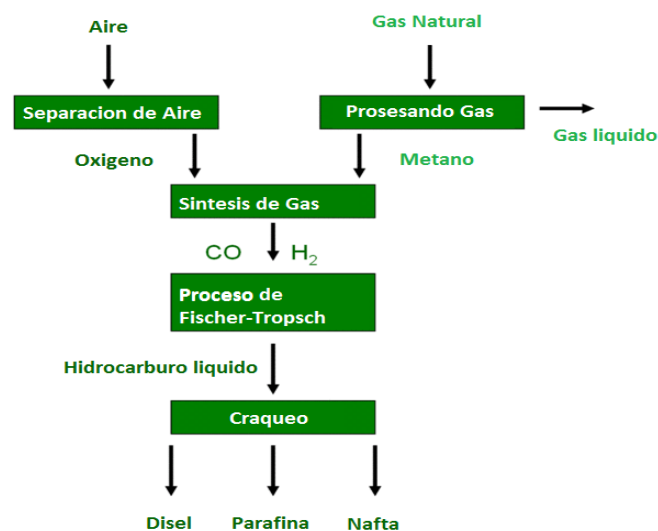 Aire
Gas Natural
Separacion de Aire
Prosesando Gas
Gas liquido
Oxigeno
Metano
Sintesis de Gas
CO
H₂
Proceso de
Fischer-Tropsch
Hidrocarburo liquido
Craqueo
Disel
Parafina
Nafta